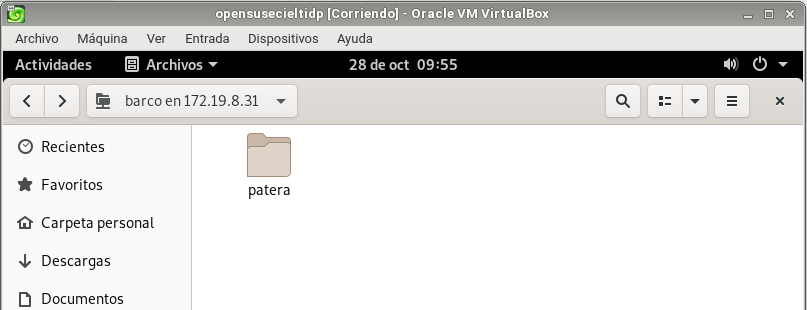 opensusecieltidp [Corriendo] - Oracle VM VirtualBox
Archivo Máquina Ver Entrada Dispositivos Ayuda
Actividades Archivos 28 de oct 09:55
barco en 172.19.8.31
Recientes
patera
Favoritos
Carpeta personal
Descargas
Documentos